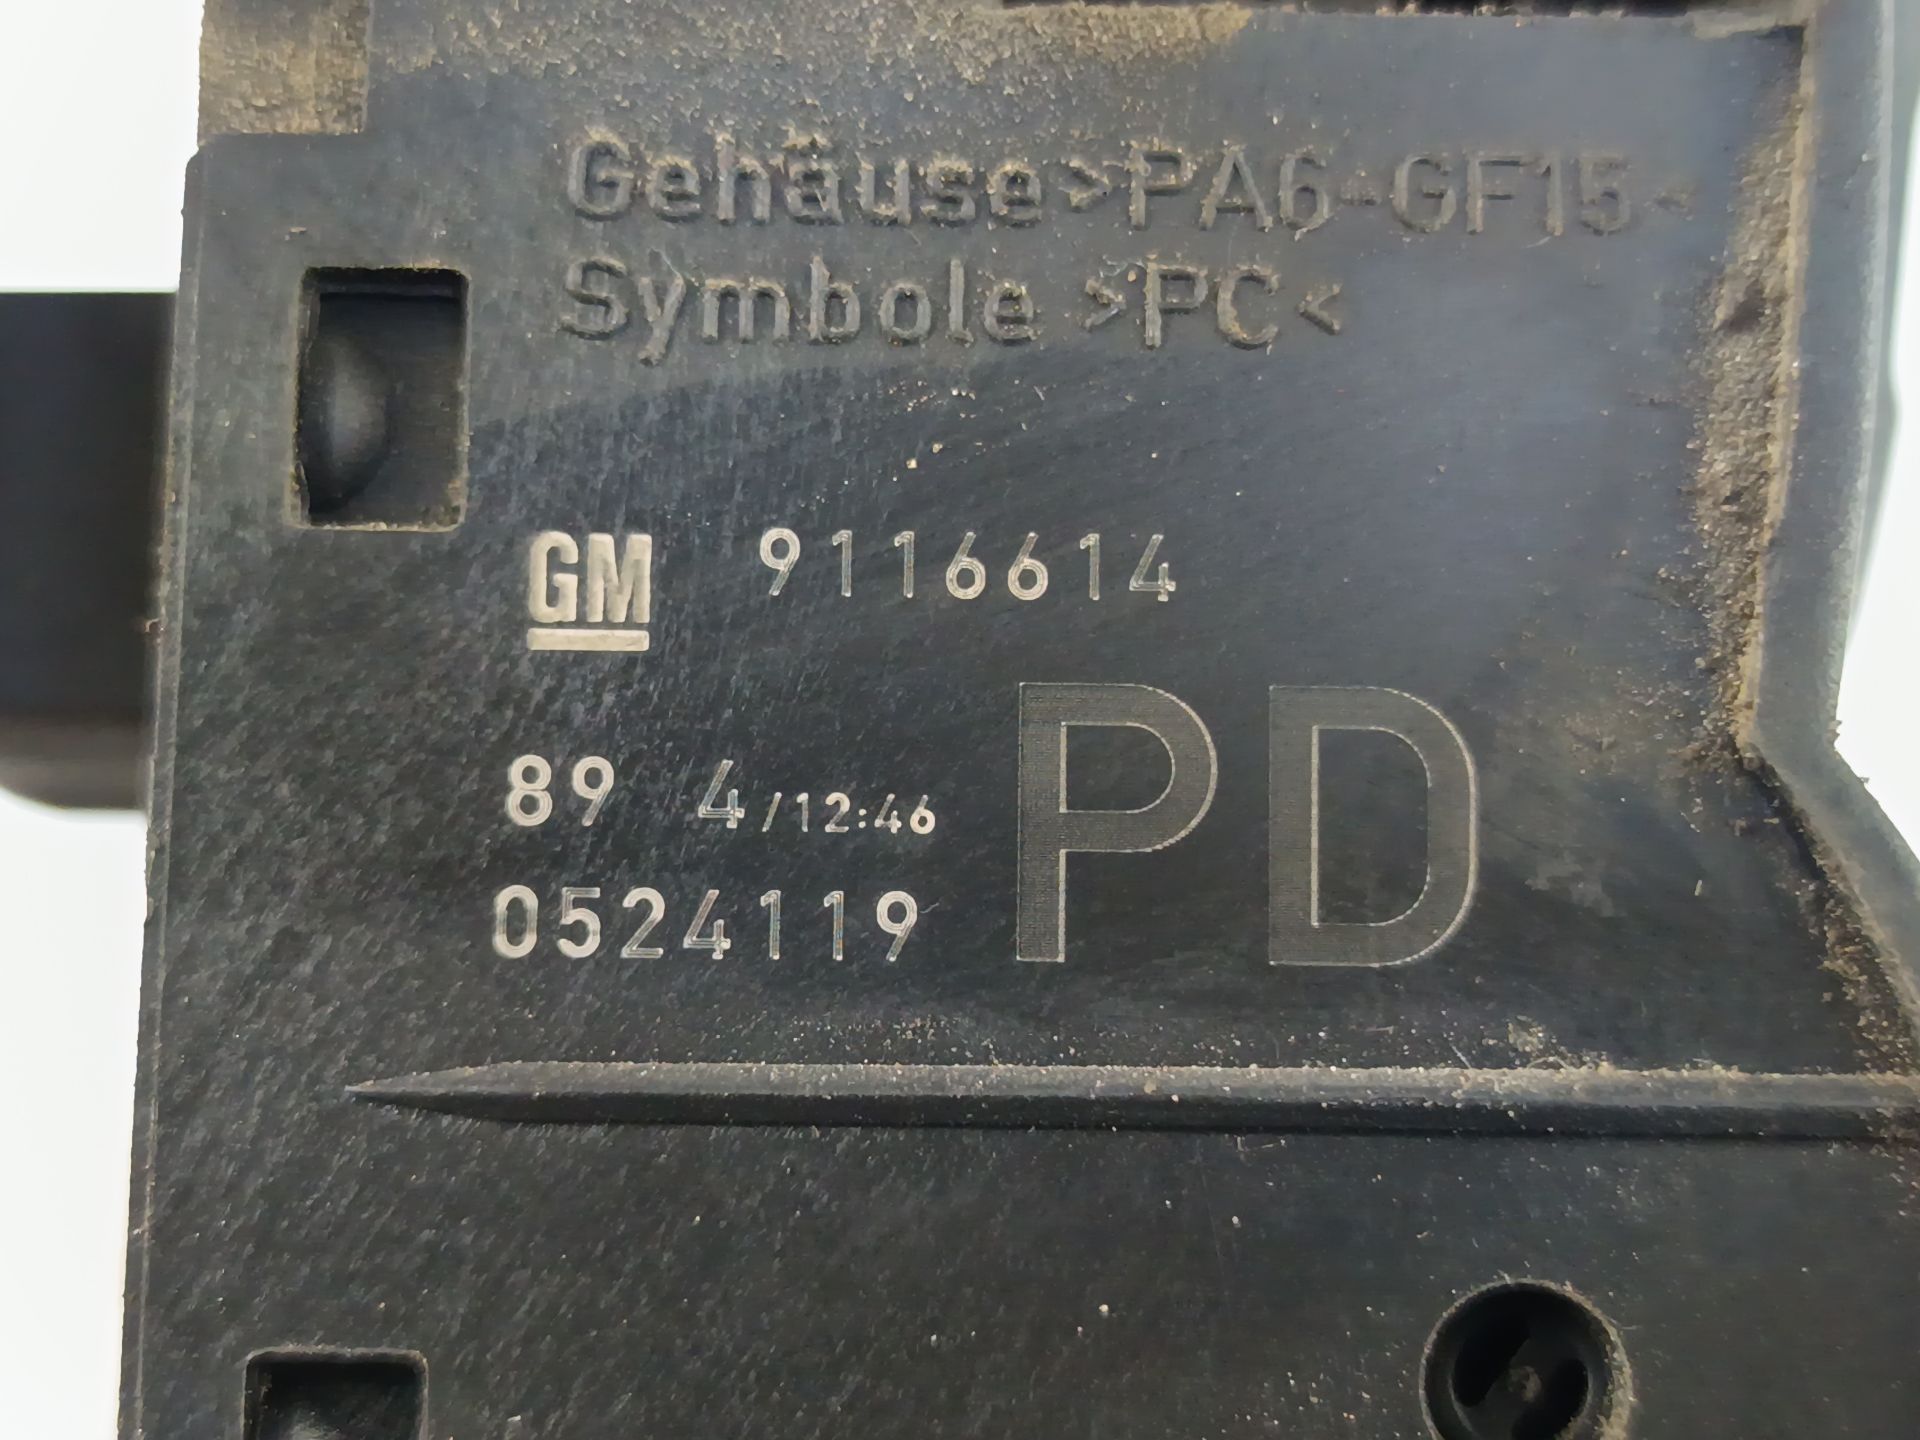 Gehäuse >PA6-GF15<
Symbole >PC<
GM 9116614
89 4/12:46
0524119
PD